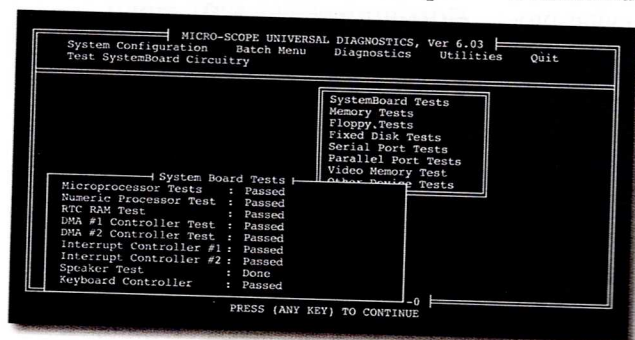 MICRO-SCOPE UNIVERSAL DIAGNOSTICS, Ver 6.03
System Configuration Batch Menu Diagnostics Utilities Quit
Test SystemBoard Circuitry
SystemBoard Tests
Memory Tests
Floppy.Tests
Fixed Disk Tests
Serial Port Tests
Parallel Port Tests
Video Memory Test
Other Device Tests
System Board Tests
Microprocessor Tests : Passed
Numeric Processor Test : Passed
RTC RAM Test : Passed
DMA #1 Controller Test : Passed
DMA #2 Controller Test : Passed
Interrupt Controller #1 : Passed
Interrupt Controller #2 : Passed
Speaker Test : Done
Keyboard Controller : Passed
-0
PRESS (ANY KEY) TO CONTINUE